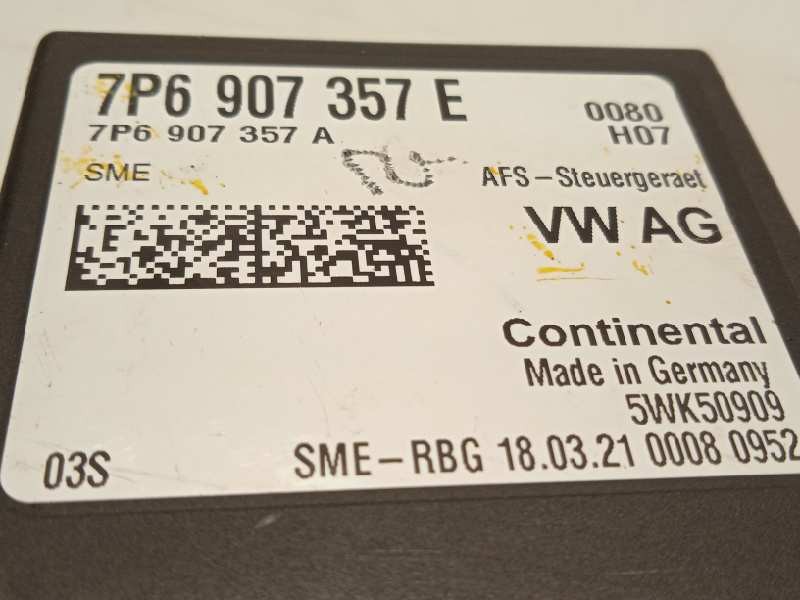 7P6 907 357 E
7P6 907 357 A
0080
H07
SME
AFS-Steuergeraet
VW AG
Continental
Made in Germany
5WK50909
03S
SME-RBG 18.03.21 0008 0952